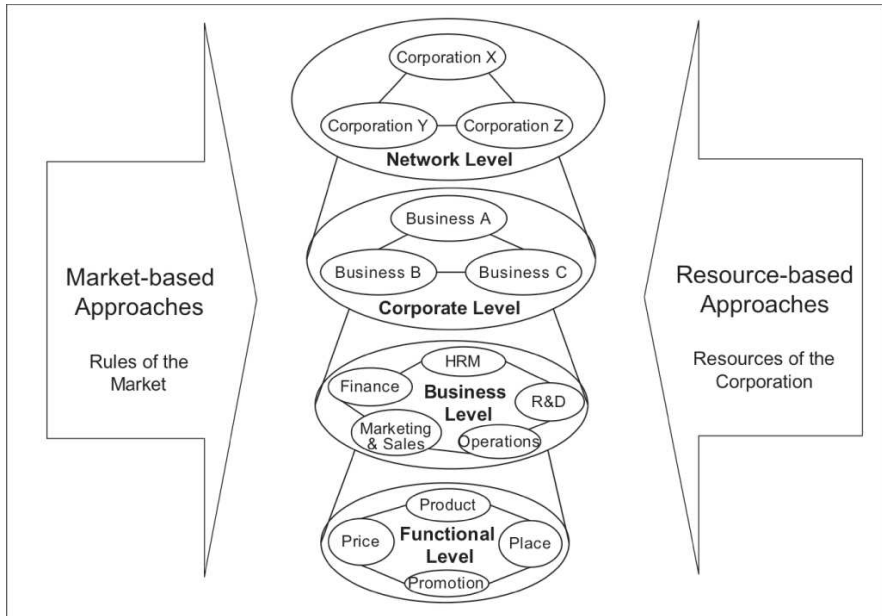 Corporation X
Corporation Y
Corporation Z
Network Level
Business A
Business B
Business C
Corporate Level
HRM
Finance
Business
Level
R&D
Marketing
& Sales
Operations
Product
Price
Functional
Level
Place
Promotion
Market-based
Approaches
Rules of the
Market
Resource-based
Approaches
Resources of the
Corporation